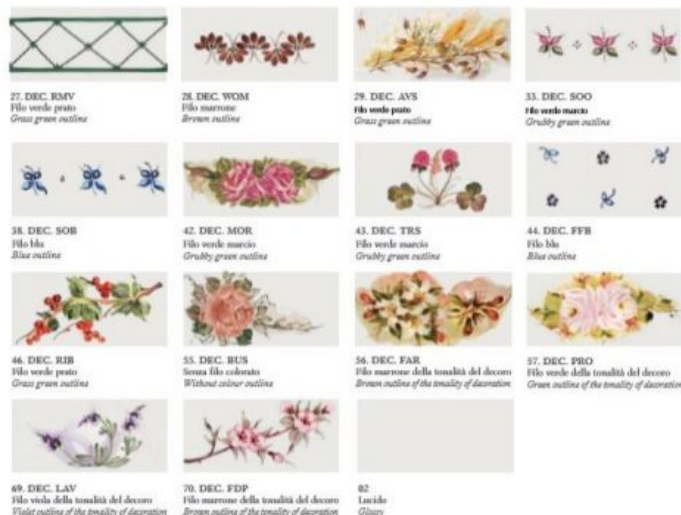 27. DEC. RMV
Filo verde prato
Grass green outline
28. DEC. WOM
Filo marrone
Brown outline
29. DEC. AVS
Filo verde prato
Grass green outline
33. DEC. SOO
Filo verde marcio
Grubby green outline
38. DEC. SOB
Filo blu
Blue outline
42. DEC. MOR
Filo verde marcio
Grubby green outline
43. DEC. TRS
Filo verde marcio
Grubby green outline
44. DEC. FFB
Filo blu
Blue outline
46. DEC. RIB
Filo verde prato
Grass green outline
55. DEC. BUS
Senza filo colorato
Without colour outline
56. DEC. FAR
Filo marrone della tonalità del decoro
Brown outline of the tonality of decoration
57. DEC. PRO
Filo verde della tonalità del decoro
Green outline of the tonality of decoration
69. DEC. LAV
Filo viola della tonalità del decoro
Violet outline of the tonality of decoration
70. DEC. FDP
Filo marrone della tonalità del decoro
Brown outline of the tonality of decoration
02
Lucido
Glossy